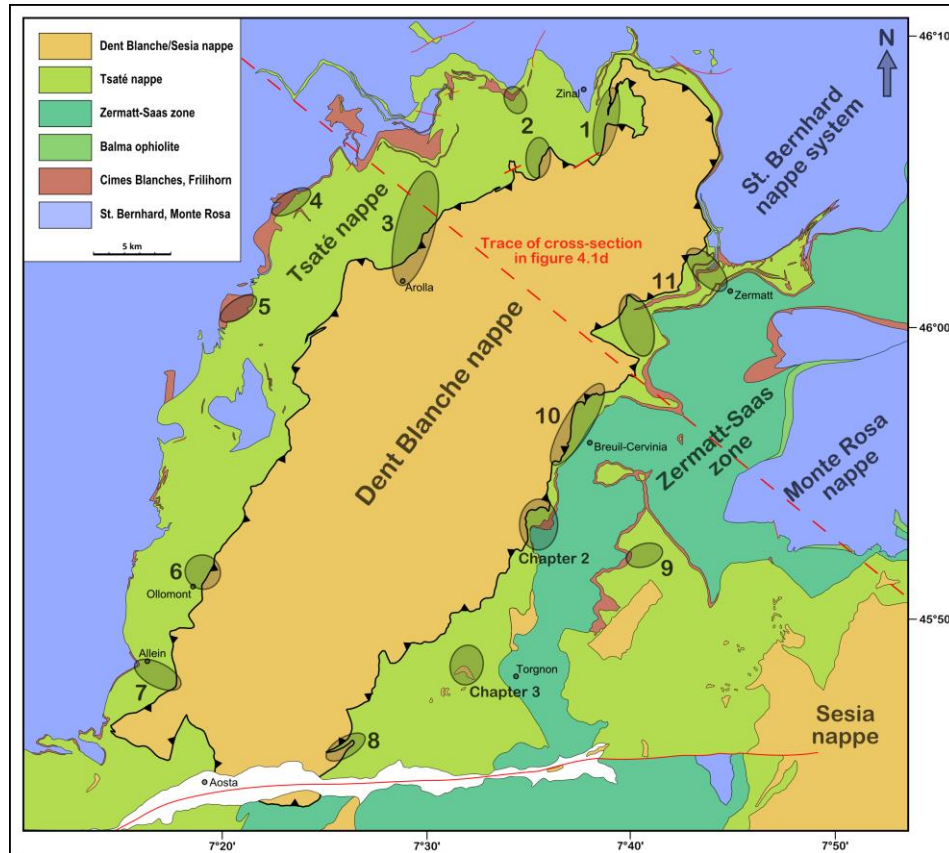 Dent Blanche/Sesia nappe
Tsaté nappe
Zermatt-Saas zone
Balma ophiolite
Cimes Blanches, Frilihorn
St. Bernhard, Monte Rosa
5 km
N
46°10'
46°00'
45°50'
7°20'
7°30'
7°40'
7°50'
Zinal
1
2
3
4
5
6
7
8
9
10
11
St. Bernhard
nappe system
Tsaté nappe
Trace of cross-section
in figure 4.1d
Arolla
Zermatt
Dent Blanche nappe
Breuil-Cervinia
Zermatt-Saas
zone
Monte Rosa
nappe
Chapter 2
Ollomont
Allein
Chapter 3
Torgnon
Sesia
nappe
Aosta